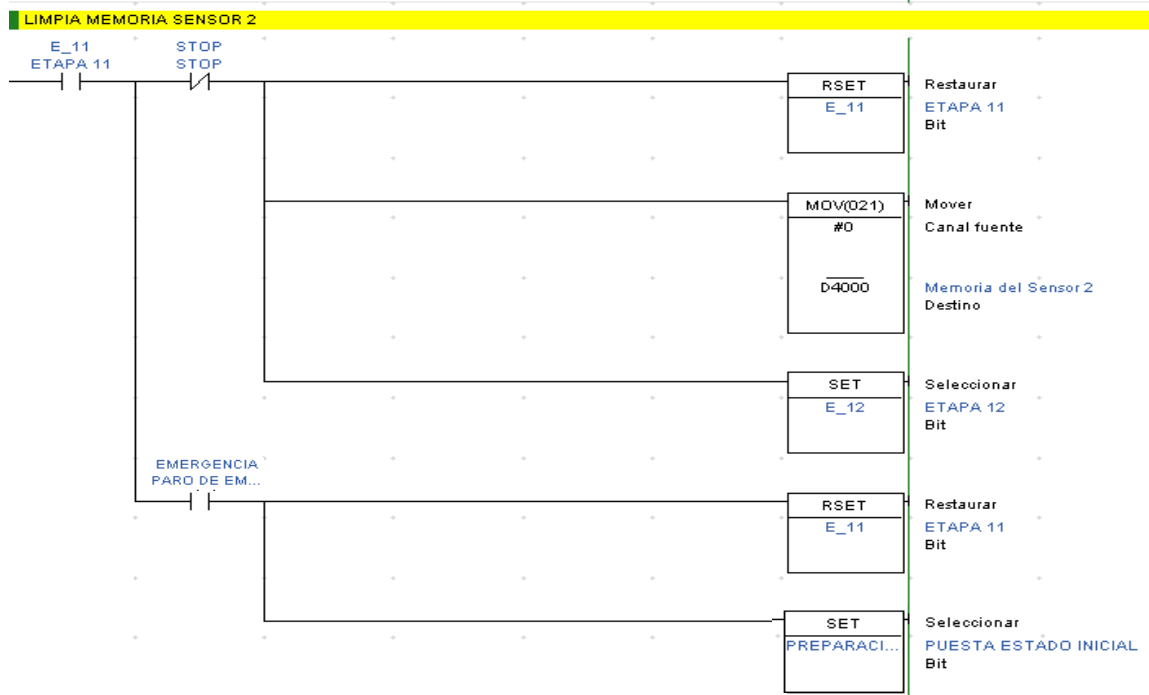 LIMPIA MEMORIA SENSOR 2
E_11
ETAPA 11
STOP
STOP
RSET
E_11
Restaurar
ETAPA 11
Bit
MOV(021)
#0
D4000
Mover
Canal fuente
Memoria del Sensor 2
Destino
SET
E_12
Seleccionar
ETAPA 12
Bit
EMERGENCIA
PARO DE EM...
RSET
E_11
Restaurar
ETAPA 11
Bit
SET
PREPARACI...
Seleccionar
PUESTA ESTADO INICIAL
Bit